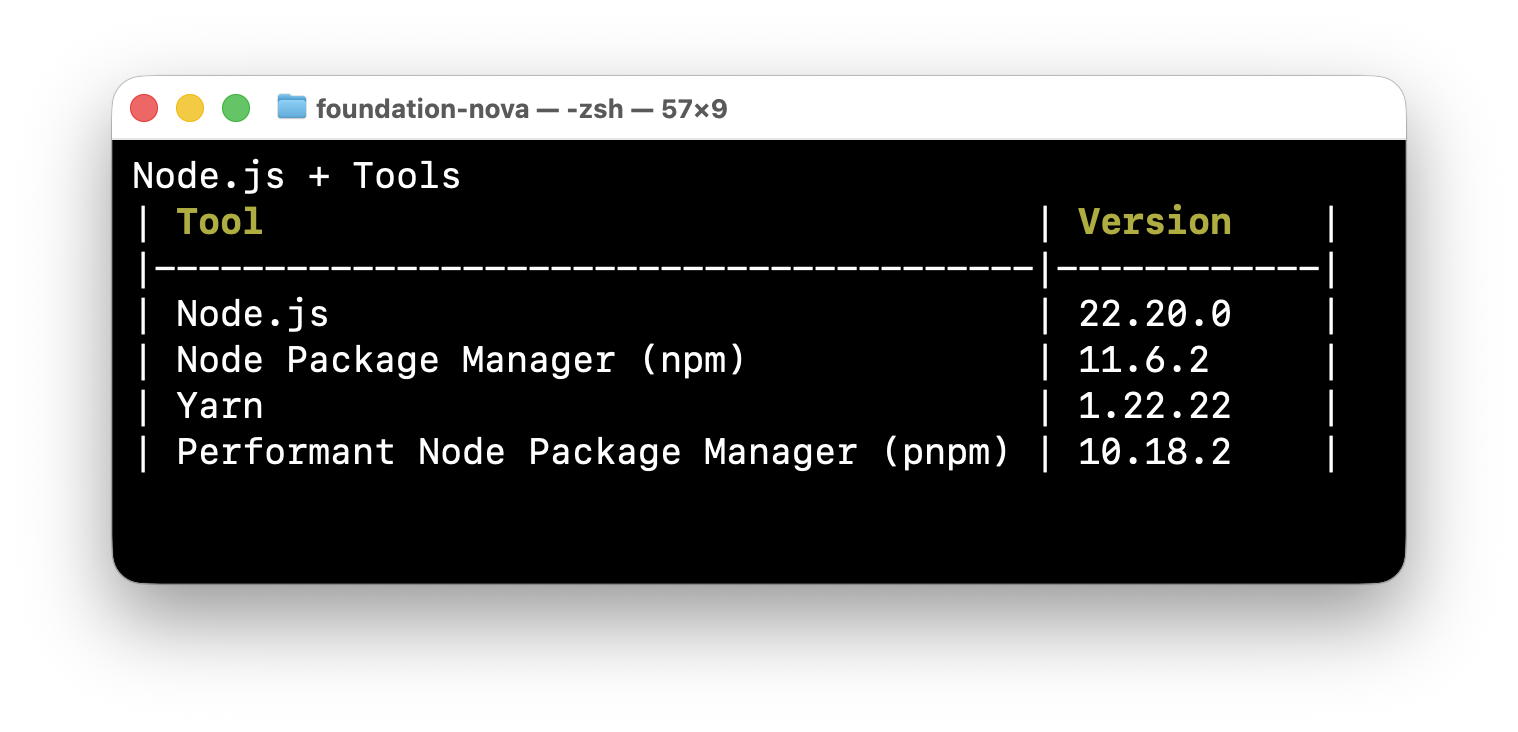 foundation-nova — -zsh — 57×9
Node.js + Tools
| Tool                                   | Version    |
|----------------------------------------|------------|
| Node.js                                | 22.20.0    |
| Node Package Manager (npm)             | 11.6.2     |
| Yarn                                   | 1.22.22    |
| Performant Node Package Manager (pnpm) | 10.18.2    |